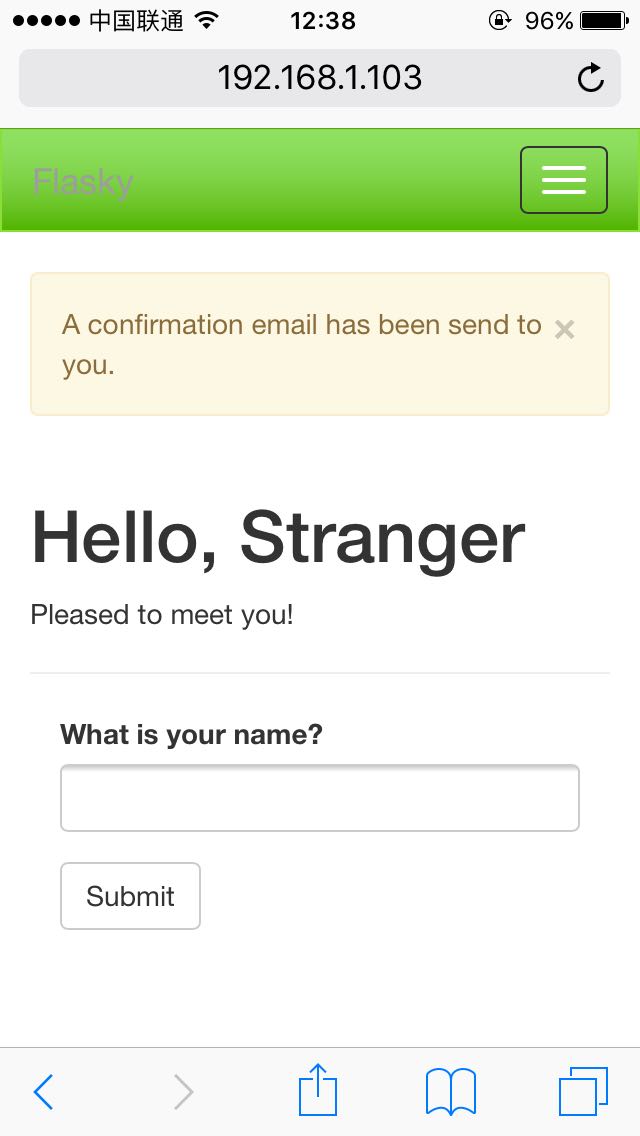 中国联通 12:38 96%
192.168.1.103
Flasky
A confirmation email has been send to ×
you.
Hello, Stranger
Pleased to meet you!
What is your name?
Submit